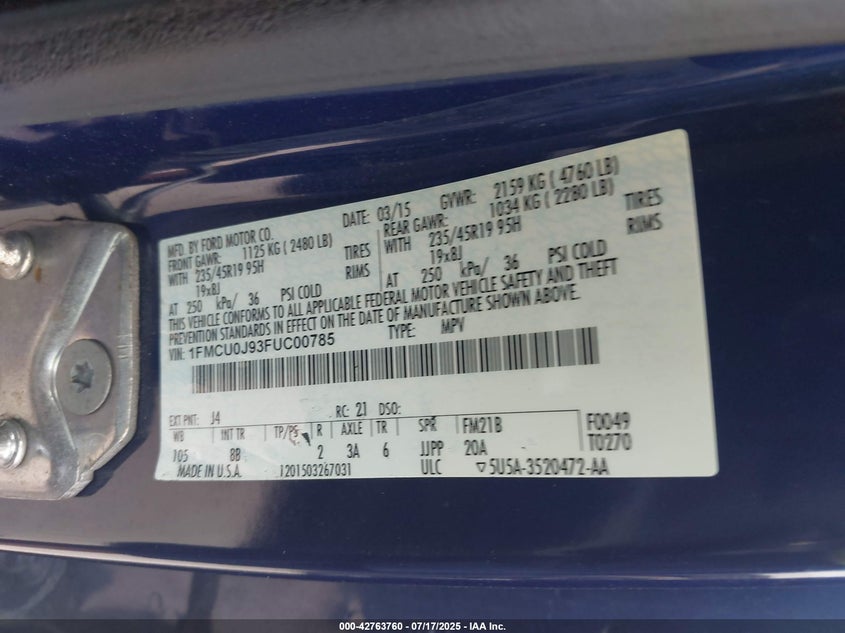 MFD. BY FORD MOTOR CO.
DATE: 03/15 GVWR: 2159 KG ( 4760 LB)
FRONT GAWR: 1125 KG ( 2480 LB) REAR GAWR: 1034 KG ( 2280 LB)
WITH 235/45R19 95H TIRES WITH 235/45R19 95H TIRES
19x8J RIMS 19x8J RIMS
AT 250 kPa/ 36 PSI COLD AT 250 kPa/ 36 PSI COLD
THIS VEHICLE CONFORMS TO ALL APPLICABLE FEDERAL MOTOR VEHICLE SAFETY AND THEFT
PREVENTION STANDARDS IN EFFECT ON THE DATE OF MANUFACTURE SHOWN ABOVE.
VIN: 1FMCU0J93FUC00785 TYPE: MPV
EXT PNT: J4 RC: 21 DSO: F0049
WB INT TR TP/PS R AXLE TR SPR FM21B T0270
105 8B 2 3A 6 JJPP 20A
MADE IN U.S.A. 1201503267031 ULC ▽5U5A-3520472-AA
000-42763760 - 07/17/2025 - IAA Inc.